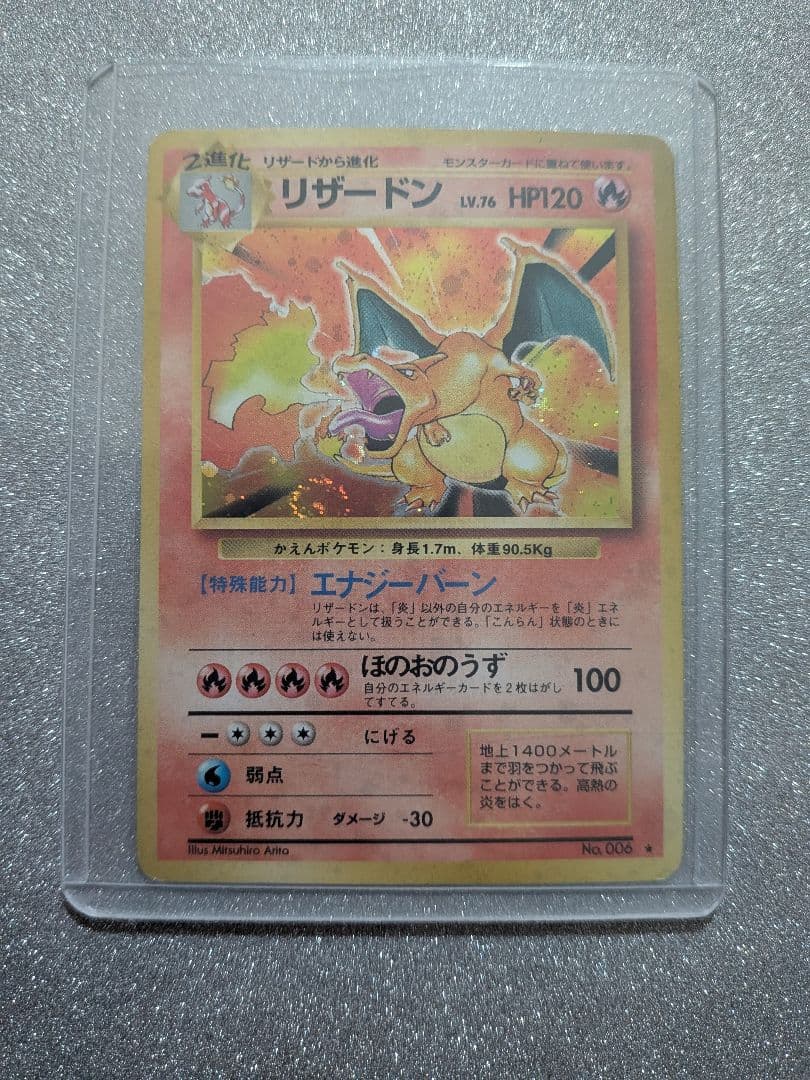 2進化 リザードから進化 モンスターカードに重ねて使います。
リザードン LV.76 HP120
かえんポケモン:身長1.7m、体重90.5Kg
【特殊能力】エナジーバーン
リザードンは、「炎」以外の自分のエネルギーを「炎」エネ
ルギーとして扱うことができる。「こんらん」状態のときに
は使えない。
ほのおのうず 100
自分のエネルギーカードを2枚はがし
てすてる。
にげる
弱点
抵抗力 ダメージ -30
地上1400メートル
まで羽をつかって飛ぶ
ことができる。高熱の
炎をはく。
Illus Mitsuhiro Arita No. 006 ★